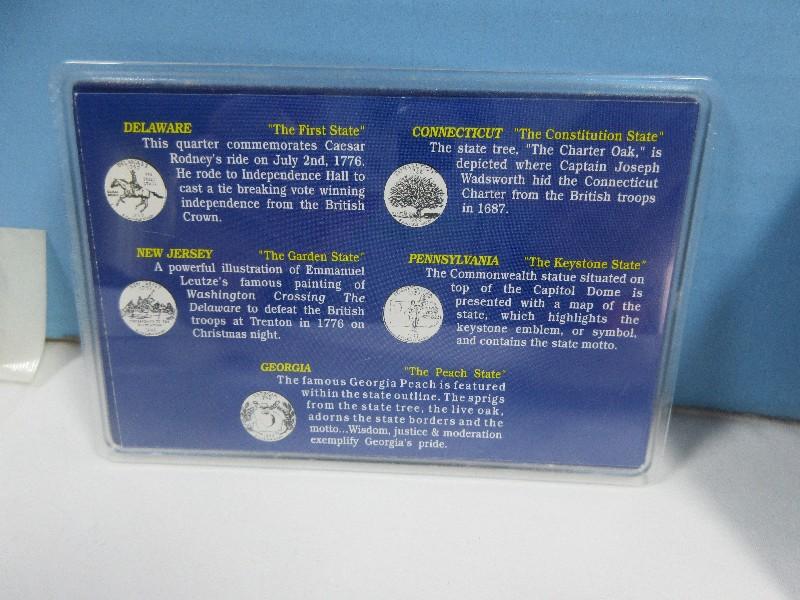 DELAWARE "The First State"
This quarter commemorates Caesar
Rodney's ride on July 2nd, 1776.
He rode to Independence Hall to
cast a tie breaking vote winning
independence from the British
Crown.
CONNECTICUT "The Constitution State"
The state tree, "The Charter Oak," is
depicted where Captain Joseph
Wadsworth hid the Connecticut
Charter from the British troops
in 1687.
NEW JERSEY "The Garden State"
A powerful illustration of Emmanuel
Leutze's famous painting of
Washington Crossing The
Delaware to defeat the British
troops at Trenton in 1776 on
Christmas night.
PENNSYLVANIA "The Keystone State"
The Commonwealth statue situated on
top of the Capitol Dome is
presented with a map of the
state, which highlights the
keystone emblem, or symbol,
and contains the state motto.
GEORGIA "The Peach State"
The famous Georgia Peach is featured
within the state outline. The sprigs
from the state tree, the live oak,
adorns the state borders and the
motto...Wisdom, justice & moderation
exemplify Georgia's pride.